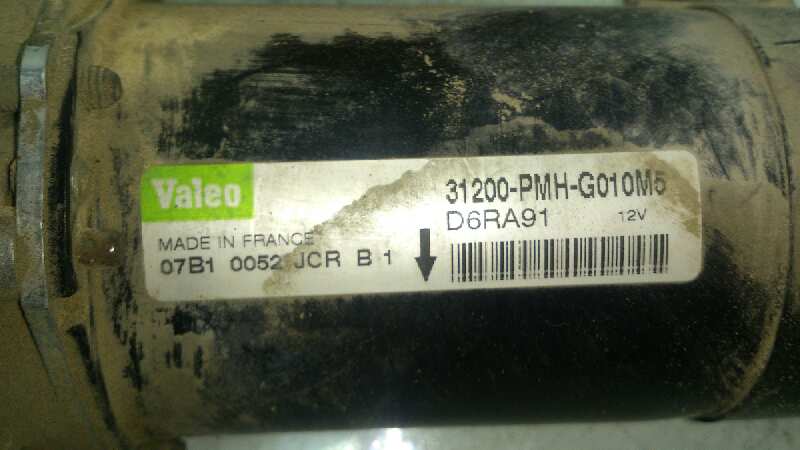 Valeo
31200-PMH-G010M5
D6RA91 12V
MADE IN FRANCE
07B1 0052 JCR B 1